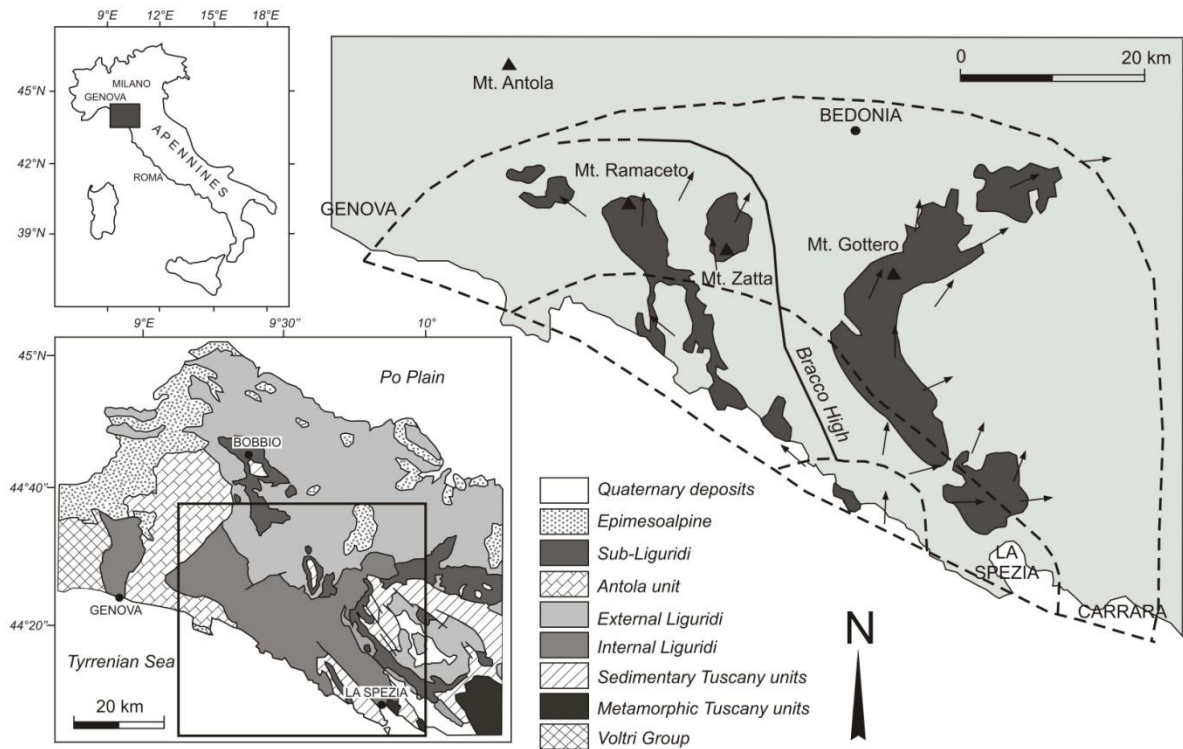 9°E 12°E 15°E 18°E
45°N
42°N
39°N
MILANO
GENOVA
APENNINES
ROMA
0 20 km
Mt. Antola
BEDONIA
Mt. Ramaceto
GENOVA
Mt. Gottero
Mt. Zatta
Bracco High
LA
SPEZIA
CARRARA
N
9°E 9°30" 10°
45°N
44°40"
44°20"
Po Plain
BOBBIO
GENOVA
Tyrrenian Sea
LA SPEZIA
20 km
Quaternary deposits
Epimesoalpine
Sub-Liguridi
Antola unit
External Liguridi
Internal Liguridi
Sedimentary Tuscany units
Metamorphic Tuscany units
Voltri Group